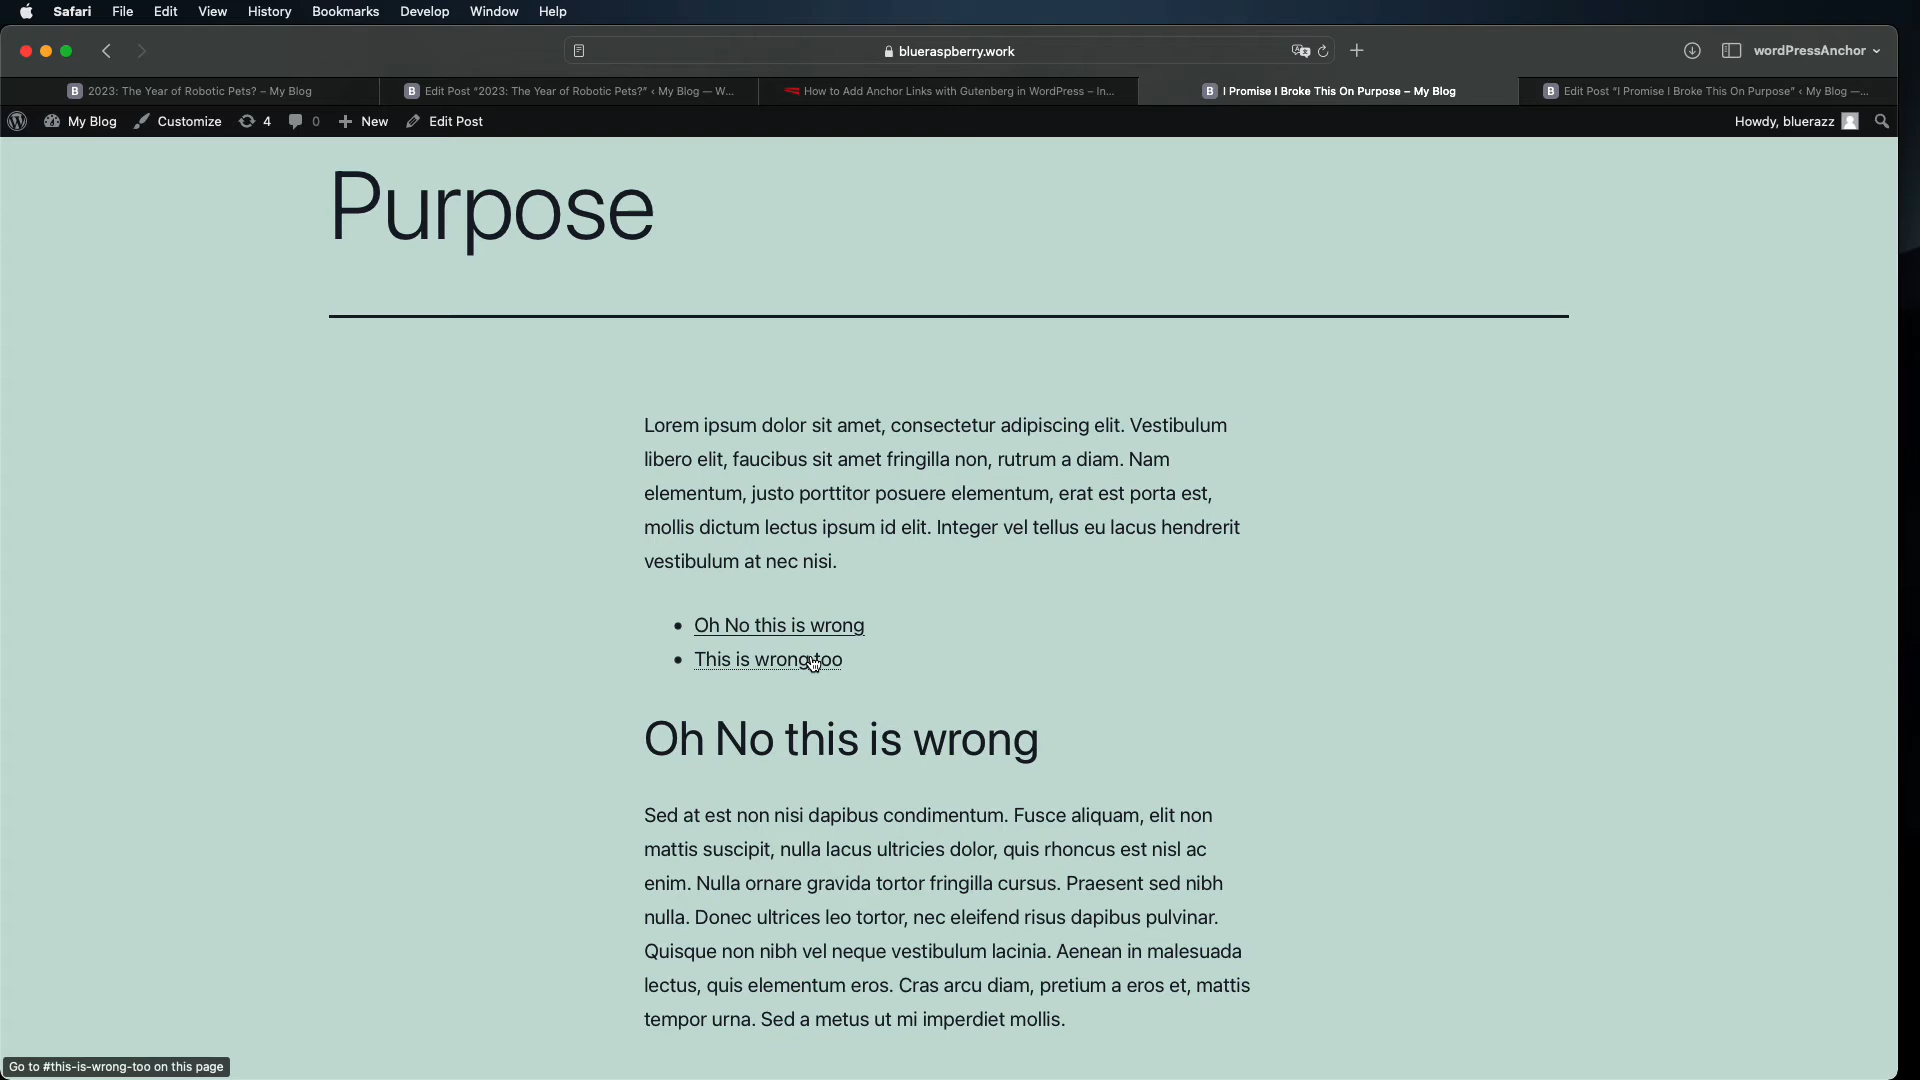 Safari File Edit View History Bookmarks Develop Window Help
blueraspberry.work
wordPressAnchor
B 2023: The Year of Robotic Pets? – My Blog
B Edit Post “2023: The Year of Robotic Pets?” ‹ My Blog — W...
How to Add Anchor Links with Gutenberg in WordPress – In...
B I Promise I Broke This On Purpose – My Blog
B Edit Post “I Promise I Broke This On Purpose” ‹ My Blog —...
My Blog Customize 4 0 New Edit Post
Howdy, bluerazz
Purpose
Lorem ipsum dolor sit amet, consectetur adipiscing elit. Vestibulum
libero elit, faucibus sit amet fringilla non, rutrum a diam. Nam
elementum, justo porttitor posuere elementum, erat est porta est,
mollis dictum lectus ipsum id elit. Integer vel tellus eu lacus hendrerit
vestibulum at nec nisi.
• Oh No this is wrong
• This is wrong too
Oh No this is wrong
Sed at est non nisi dapibus condimentum. Fusce aliquam, elit non
mattis suscipit, nulla lacus ultricies dolor, quis rhoncus est nisl ac
enim. Nulla ornare gravida tortor fringilla cursus. Praesent sed nibh
nulla. Donec ultrices leo tortor, nec eleifend risus dapibus pulvinar.
Quisque non nibh vel neque vestibulum lacinia. Aenean in malesuada
lectus, quis elementum eros. Cras arcu diam, pretium a eros et, mattis
tempor urna. Sed a metus ut mi imperdiet mollis.
Go to #this-is-wrong-too on this page